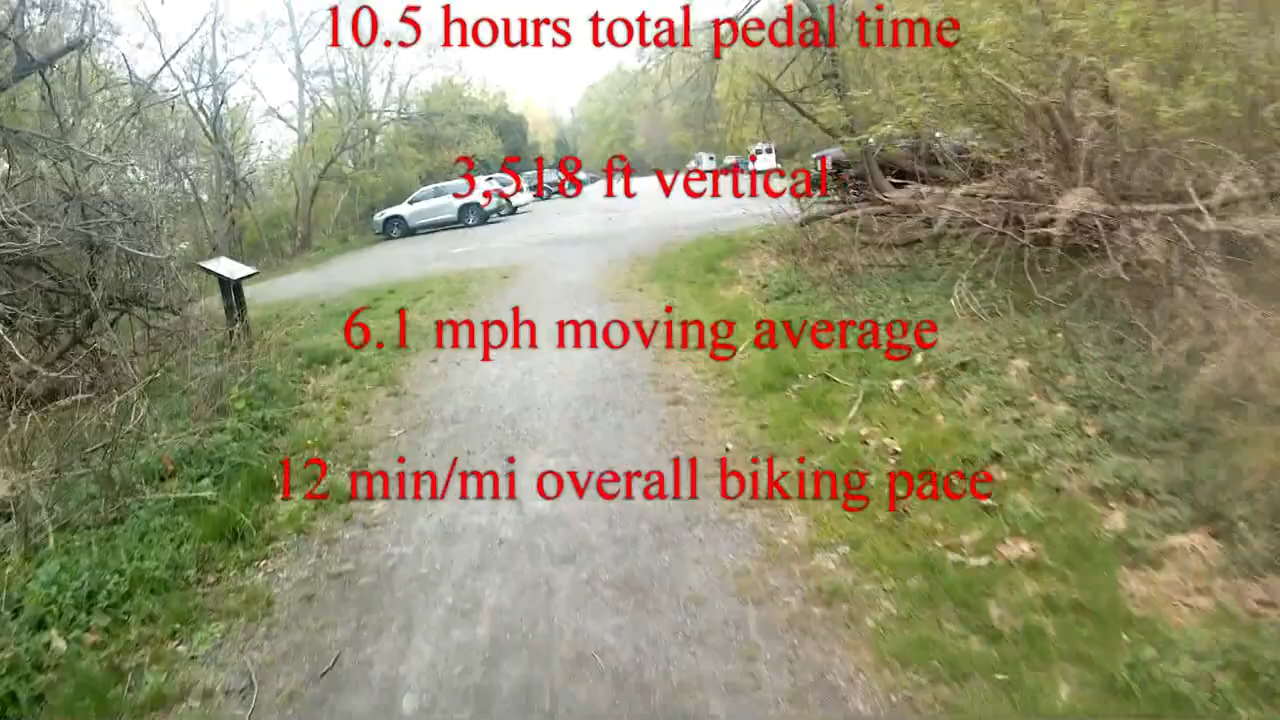 10.5 hours total pedal time
3,518 ft vertical
6.1 mph moving average
12 min/mi overall biking pace